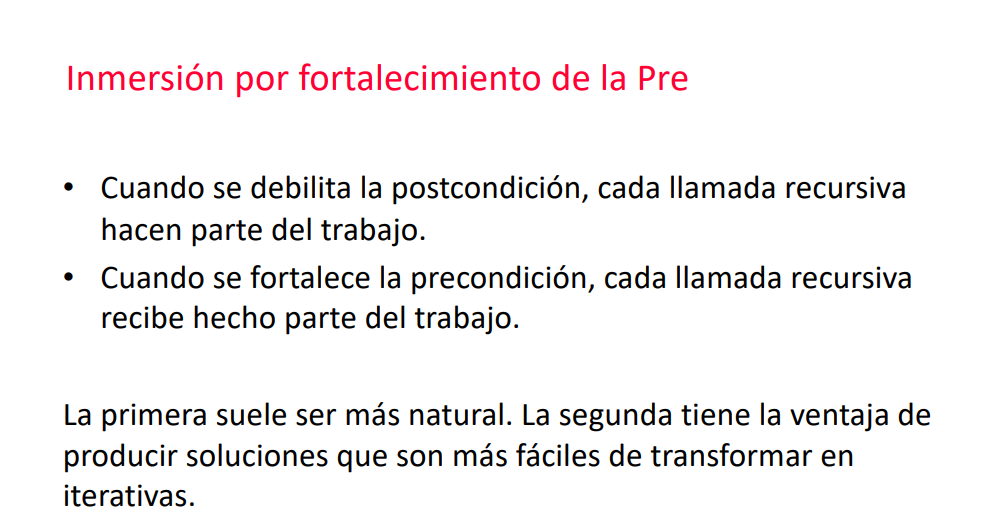 Inmersión por fortalecimiento de la Pre
• Cuando se debilita la postcondición, cada llamada recursiva
hacen parte del trabajo.
• Cuando se fortalece la precondición, cada llamada recursiva
recibe hecho parte del trabajo.
La primera suele ser más natural. La segunda tiene la ventaja de
producir soluciones que son más fáciles de transformar en
iterativas.